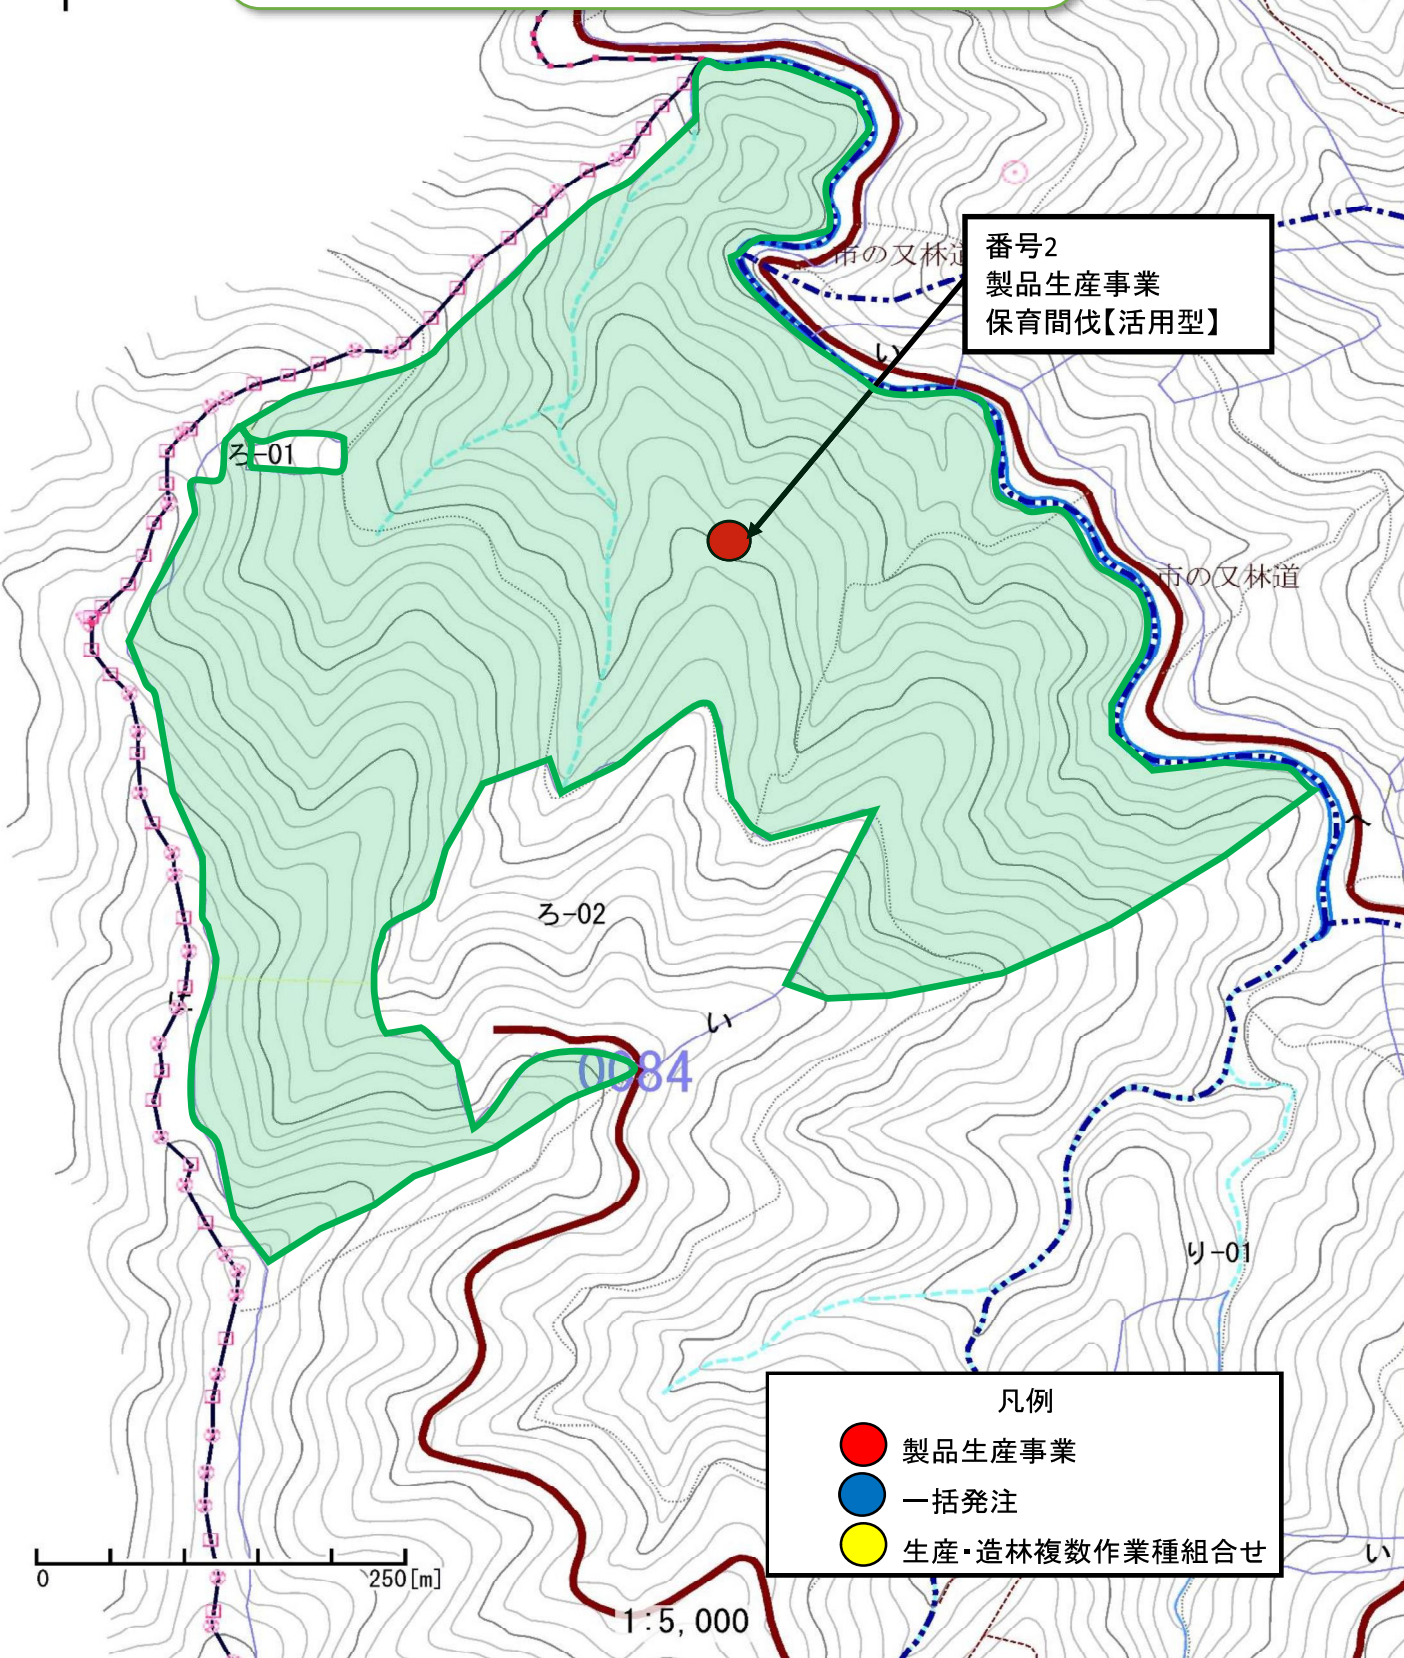 市の又林道
番号2
製品生産事業
保育間伐【活用型】
い
ろ-01
市の又林道
へ
ろ-02
に
い
0084
り-01
凡例
製品生産事業
一括発注
生産・造林複数作業種組合せ
い
0
250[m]
1:5,000